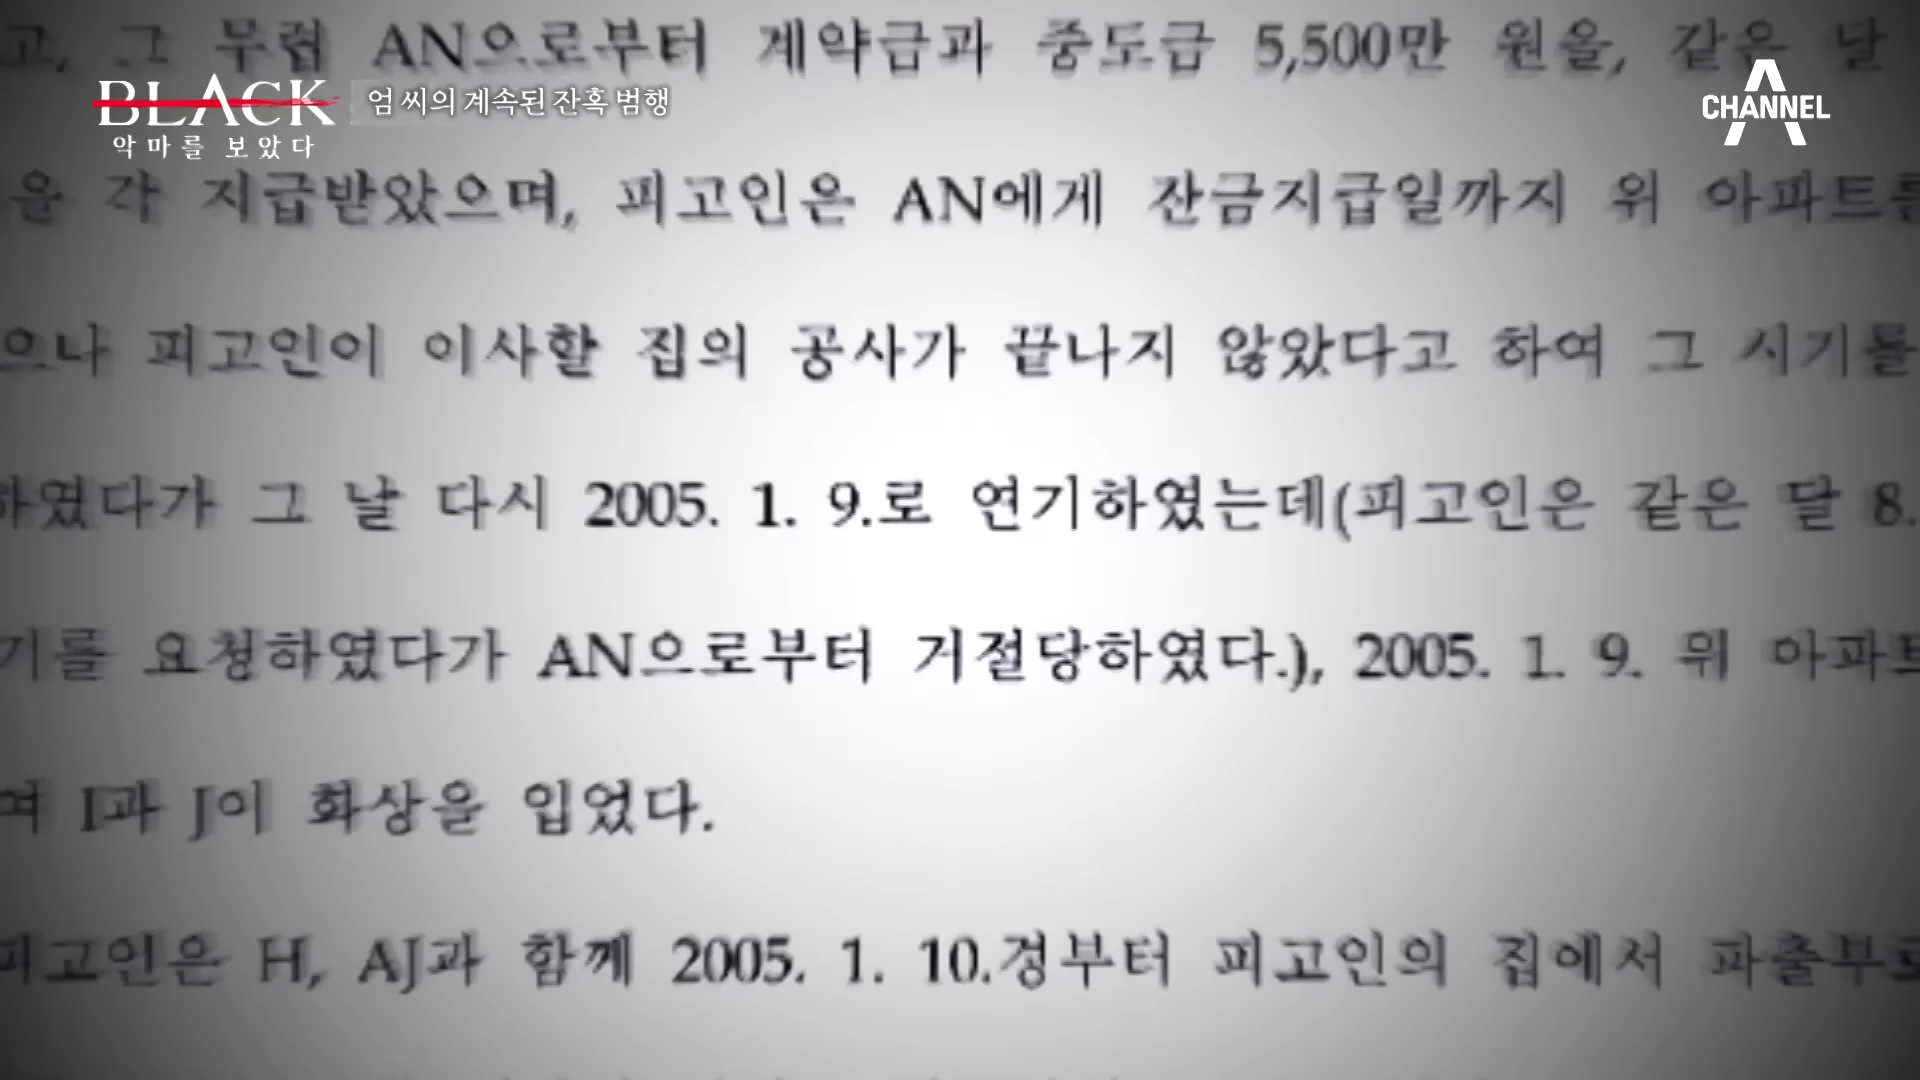 고, 그 무렵 AN으로부터 계약금과 중도금 5,500만 원을, 같은 달
BLACK
악마를 보았다
엄 씨의 계속된 잔혹 범행
CHANNEL A
을 각 지급받았으며, 피고인은 AN에게 잔금지급일까지 위 아파트를
으나 피고인이 이사할 집의 공사가 끝나지 않았다고 하여 그 시기를
하였다가 그 날 다시 2005. 1. 9.로 연기하였는데(피고인은 같은 달 8.
기를 요청하였다가 AN으로부터 거절당하였다.), 2005. 1. 9. 위 아파트
여 I과 J이 화상을 입었다.
피고인은 H, AJ과 함께 2005. 1. 10.경부터 피고인의 집에서 파출부로